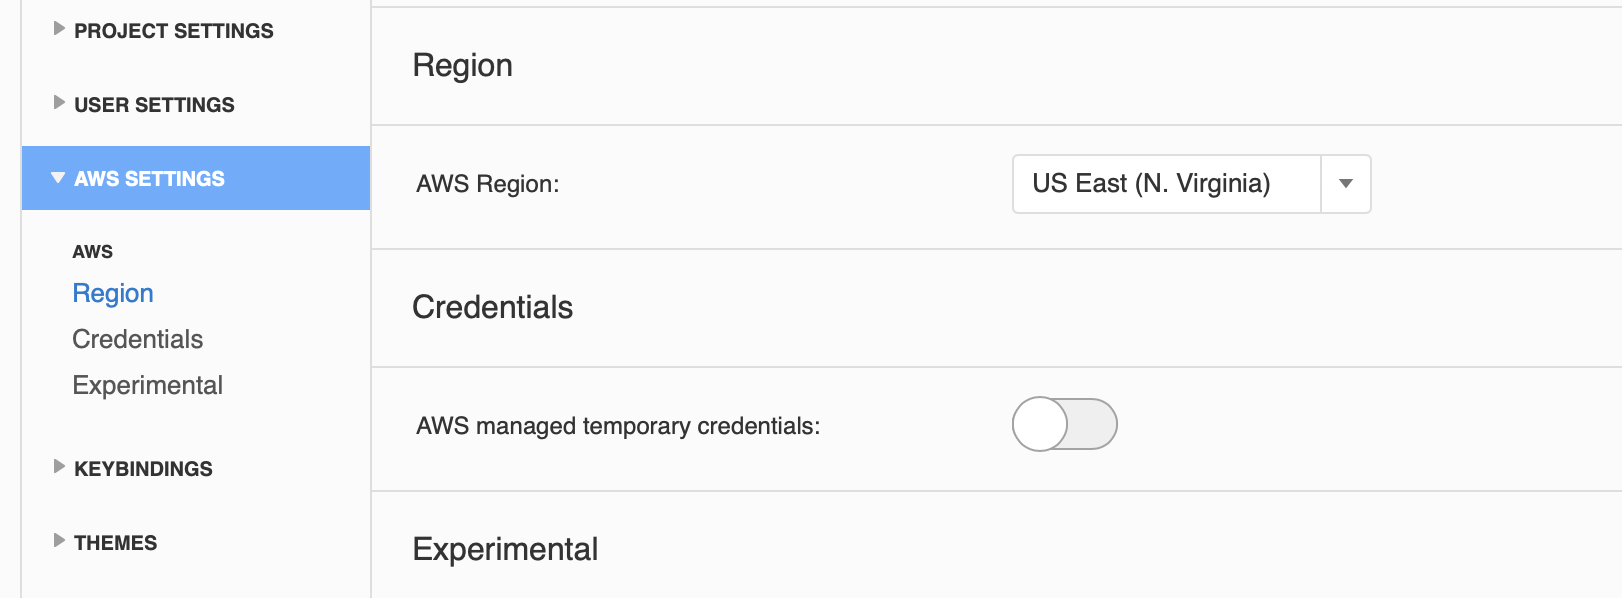 PROJECT SETTINGS
USER SETTINGS
AWS SETTINGS
AWS
Region
Credentials
Experimental
KEYBINDINGS
THEMES
Region
AWS Region:
US East (N. Virginia)
Credentials
AWS managed temporary credentials:
Experimental